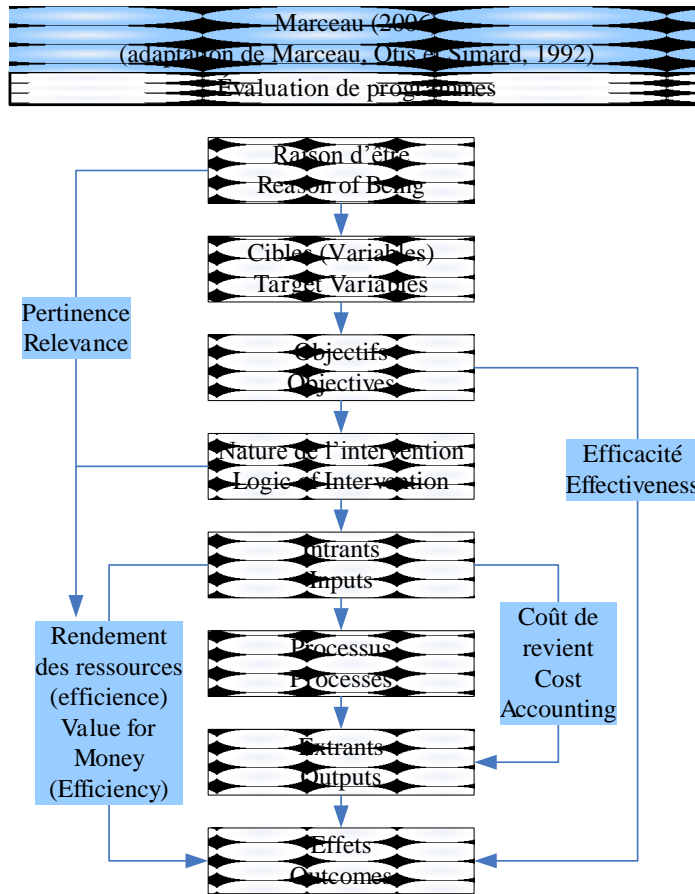 Marceau (2006
(adaptation de Marceau, Otis et Simard, 1992)
Évaluation de programmes
Raison d’être
Reason of Being
Cibles (Variables)
Target Variables
Pertinence
Relevance
Objectifs
Objectives
Nature de l’intervention
Logic of Intervention
Efficacité
Effectiveness
Intrants
Inputs
Rendement
des ressources
(efficience)
Value for
Money
(Efficiency)
Coût de
revient
Cost
Accounting
Processus
Processes
Extrants
Outputs
Effets
Outcomes